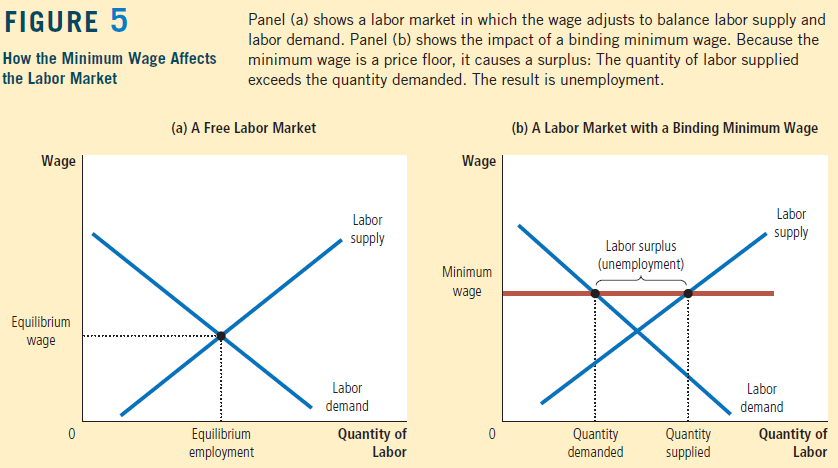 FIGURE 5
How the Minimum Wage Affects
the Labor Market
Panel (a) shows a labor market in which the wage adjusts to balance labor supply and
labor demand. Panel (b) shows the impact of a binding minimum wage. Because the
minimum wage is a price floor, it causes a surplus: The quantity of labor supplied
exceeds the quantity demanded. The result is unemployment.
(a) A Free Labor Market
Wage
Labor
supply
Equilibrium
wage
Labor
demand
0
Equilibrium
employment
Quantity of
Labor
(b) A Labor Market with a Binding Minimum Wage
Wage
Labor
supply
Labor surplus
(unemployment)
Minimum
wage
Labor
demand
0
Quantity
demanded
Quantity
supplied
Quantity of
Labor